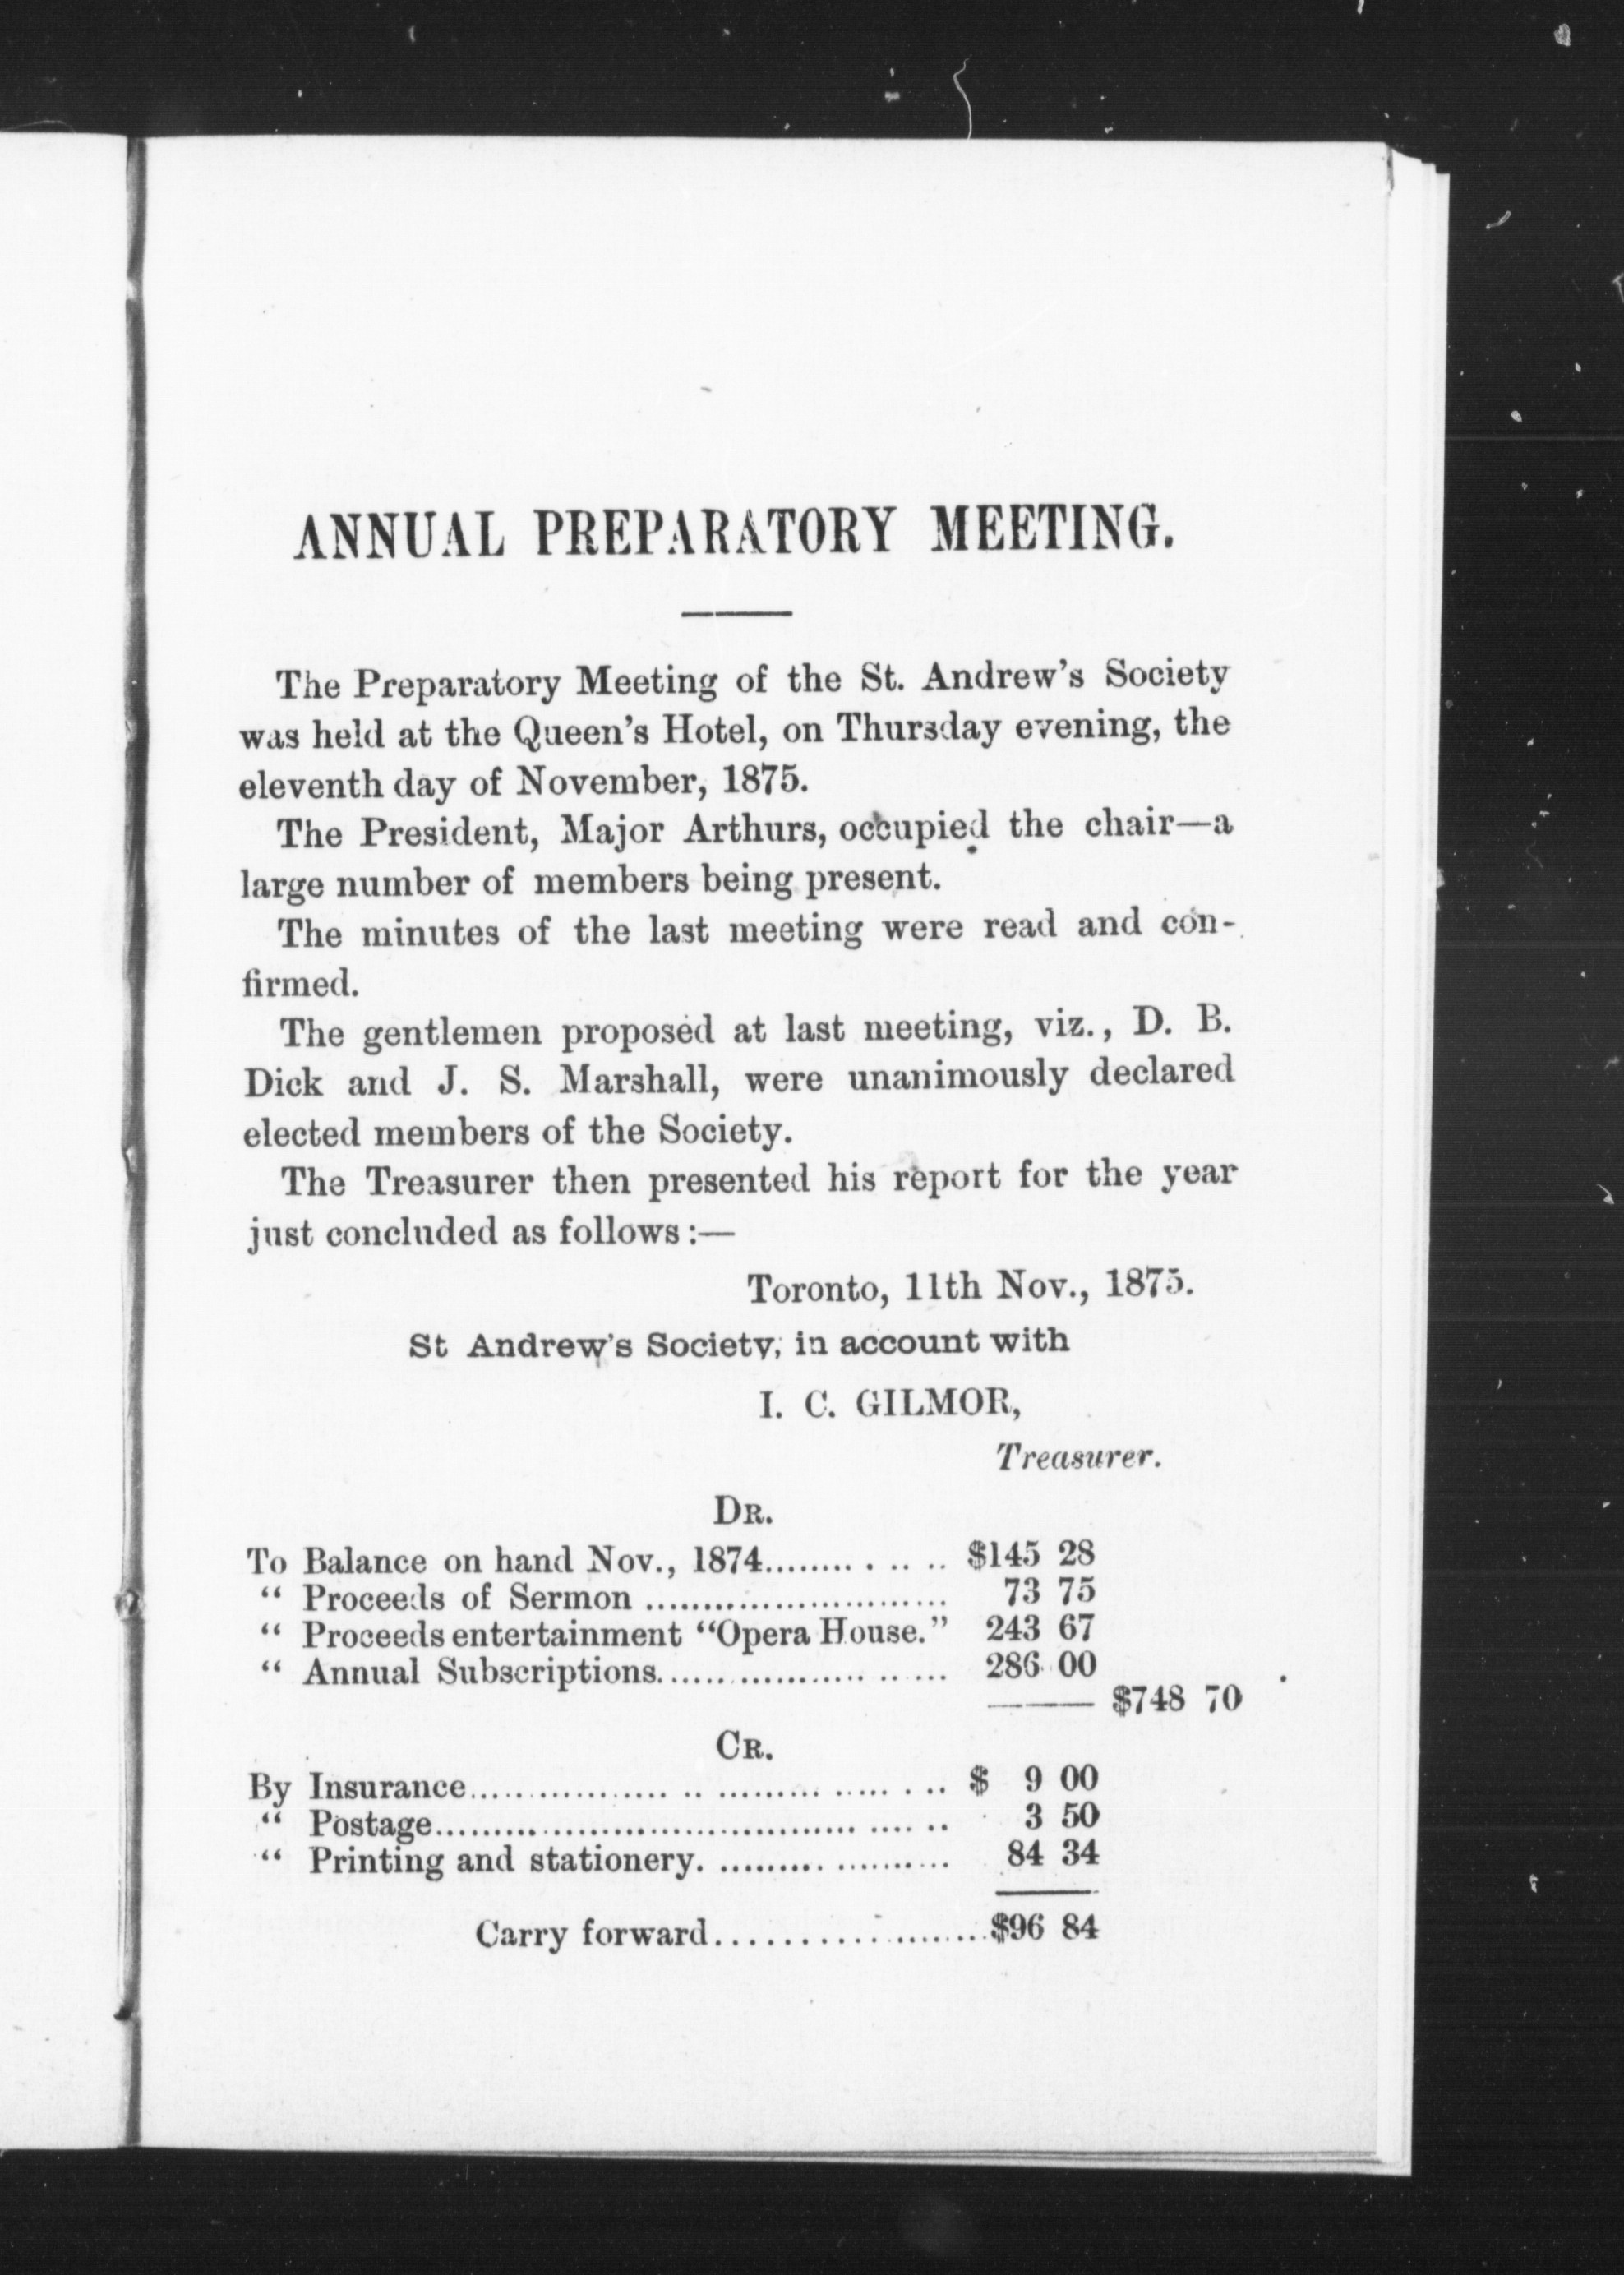 ANNUAL PREPARATORY MEETING.
The Preparatory Meeting of the St. Andrew's Society
was held at the Queen's Hotel, on Thursday evening, the
eleventh day of November, 1875.
The President, Major Arthurs, occupied the chair—a
large number of members being present.
The minutes of the last meeting were read and con-
firmed.
The gentlemen proposed at last meeting, viz., D. B.
Dick and J. S. Marshall, were unanimously declared
elected members of the Society.
The Treasurer then presented his report for the year
just concluded as follows:—
Toronto, 11th Nov., 1875.
St Andrew's Society, in account with
I. C. GILMOR,
Treasurer.
DR.
To Balance on hand Nov., 1874.............. $145 28
“ Proceeds of Sermon .......................... 73 75
“ Proceeds entertainment “Opera House.” 243 67
“ Annual Subscriptions......................... 286 00
$748 70
CR.
By Insurance.......................................... $ 9 00
“ Postage............................................. 3 50
“ Printing and stationery. .................... 84 34
Carry forward.......................$96 84